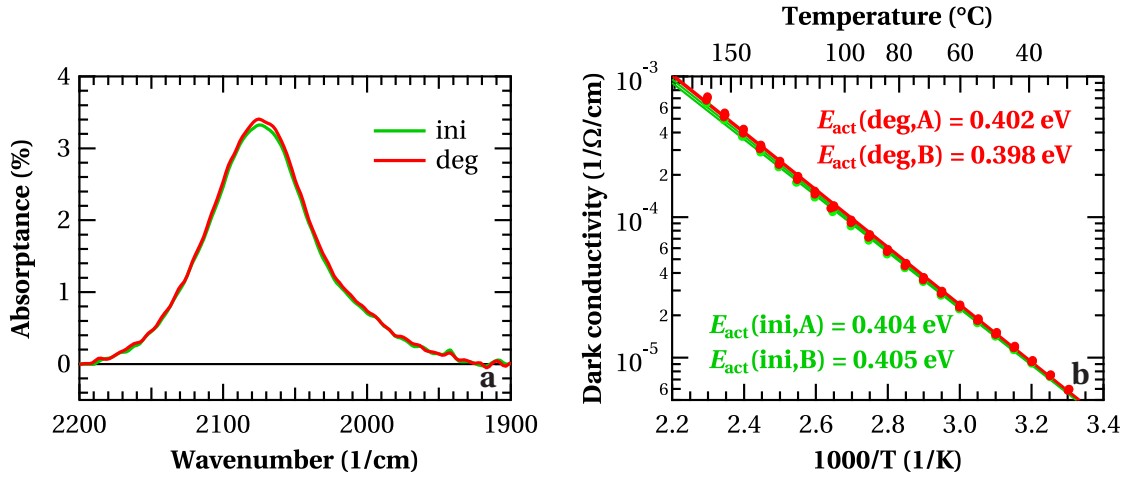 4
3
2
1
0
Absorptance (%)
ini
deg
a
2200
2100
2000
1900
Wavenumber (1/cm)
Temperature (°C)
150
100
80
60
40
10-3
6
4
2
10-4
6
4
2
10-5
6
Dark conductivity (1/Ω/cm)
Eact(deg,A) = 0.402 eV
Eact(deg,B) = 0.398 eV
Eact(ini,A) = 0.404 eV
Eact(ini,B) = 0.405 eV
b
2.2
2.4
2.6
2.8
3.0
3.2
3.4
1000/T (1/K)